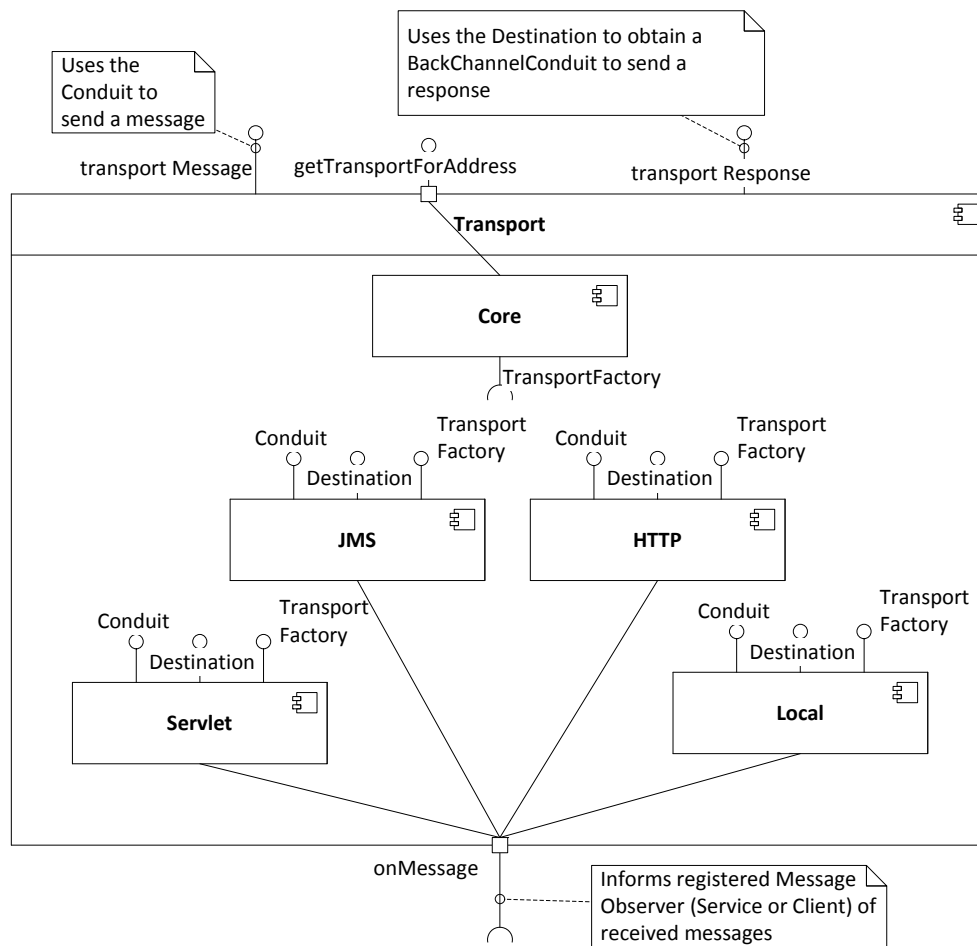 Uses the
Conduit to
send a message
Uses the Destination to obtain a
BackChannelConduit to send a
response
transport Message
getTransportForAddress
transport Response
Transport
Core
TransportFactory
Conduit
Destination
Transport
Factory
JMS
Conduit
Destination
Transport
Factory
HTTP
Conduit
Destination
Transport
Factory
Servlet
Conduit
Destination
Transport
Factory
Local
onMessage
Informs registered Message
Observer (Service or Client) of
received messages